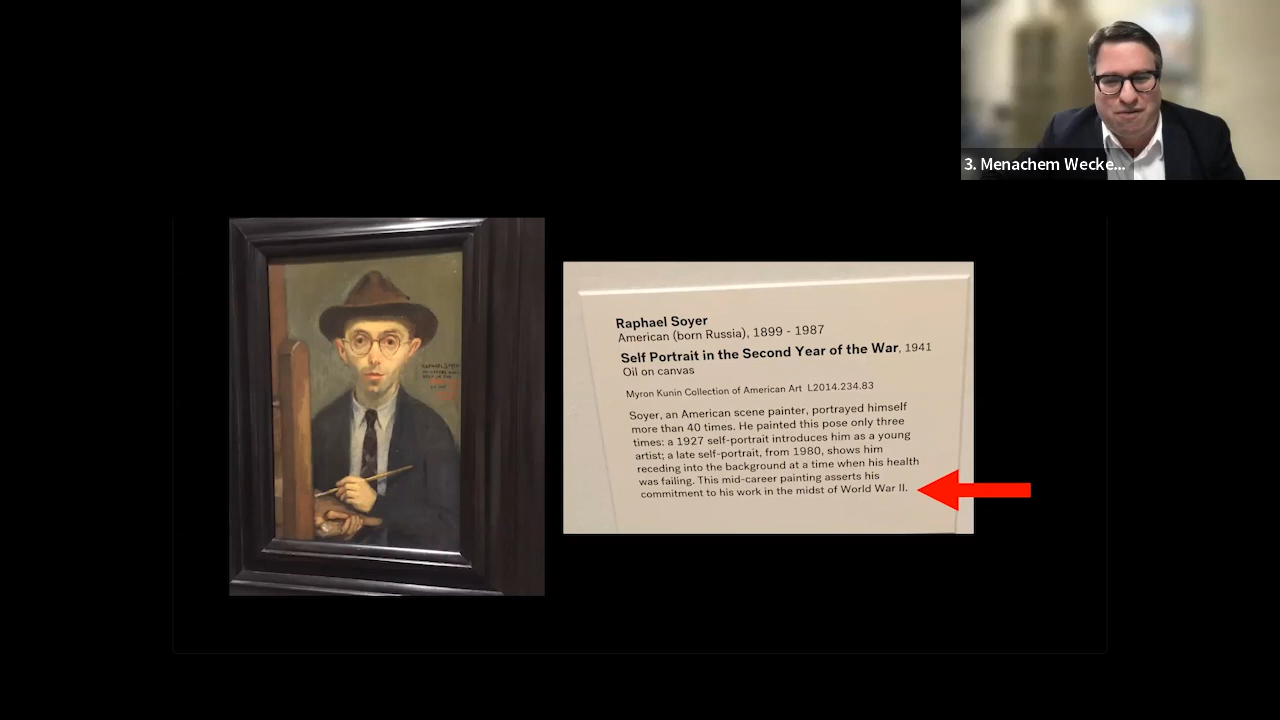 3. Menachem Wecke...
RAPHAEL SOYER
Raphael Soyer
American (born Russia), 1899 - 1987
Self Portrait in the Second Year of the War, 1941
Oil on canvas
Myron Kunin Collection of American Art L2014.234.83
Soyer, an American scene painter, portrayed himself
more than 40 times. He painted this pose only three
times: a 1927 self-portrait introduces him as a young
artist; a late self-portrait, from 1980, shows him
receding into the background at a time when his health
was failing. This mid-career painting asserts his
commitment to his work in the midst of World War II.